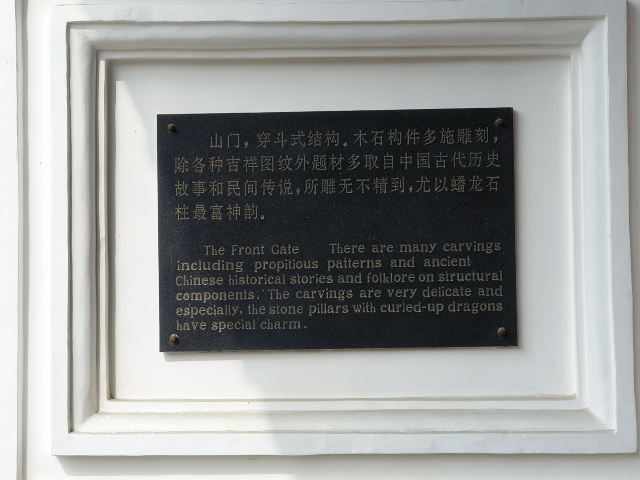 山门，穿斗式结构。木石构件多施雕刻，
除各种吉祥图纹外题材多取自中国古代历史
故事和民间传说，所雕无不精到，尤以蟠龙石
柱最富神韵。
The Front Gate There are many carvings
including propitious patterns and ancient
Chinese historical stories and folklore on structural
components. The carvings are very delicate and
especially, the stone pillars with curled-up dragons
have special charm.